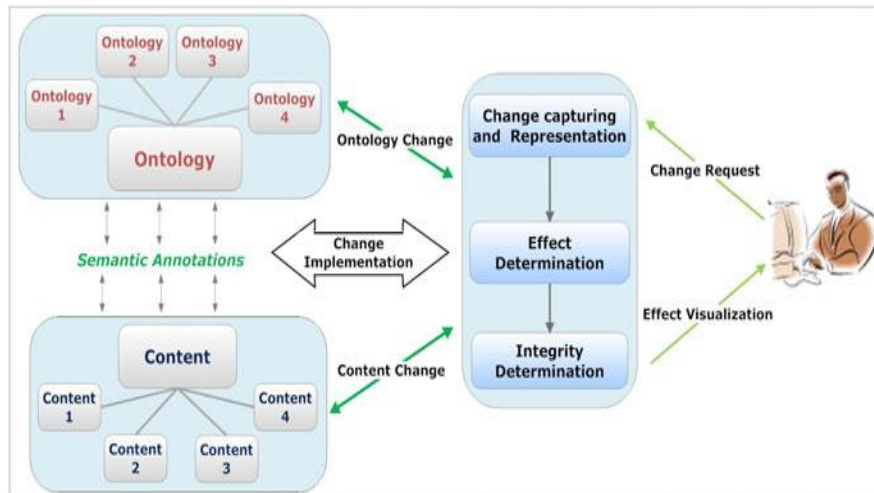 Ontology
2
Ontology
3
Ontology
1
Ontology
4
Ontology
Semantic Annotations
Content
Content
1
Content
4
Content
2
Content
3
Ontology Change
Change
Implementation
Content Change
Change capturing
and Representation
Effect
Determination
Integrity
Determination
Change Request
Effect Visualization